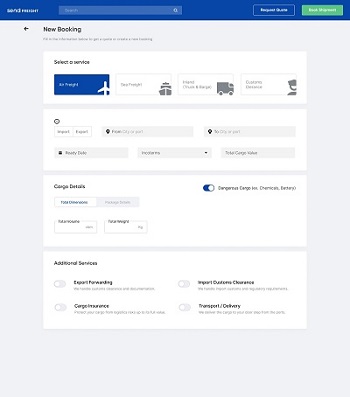 send FREIGHT
Search
Request Quote
Book Shipment
New Booking
Fill in the information below to get a quote or create a new booking
Select a service
Air Freight
Sea Freight
Inland
(Truck & Barge)
Customs
Clearance
Import
Export
From (city or port)
To (city or port)
Ready Date
Incoterms
Total Cargo Value
Cargo Details
Dangerous Cargo (ex. Chemicals, Battery)
Total Dimensions
Package Details
Total Volume
cbm
Total Weight
kg
Additional Services
Export Forwarding
We handle customs clearance and documentation.
Import Customs Clearance
We handle import customs and regulatory requirements.
Cargo Insurance
Protect your cargo from logistics risks up to its full value.
Transport / Delivery
We deliver the cargo to your door step from the ports.